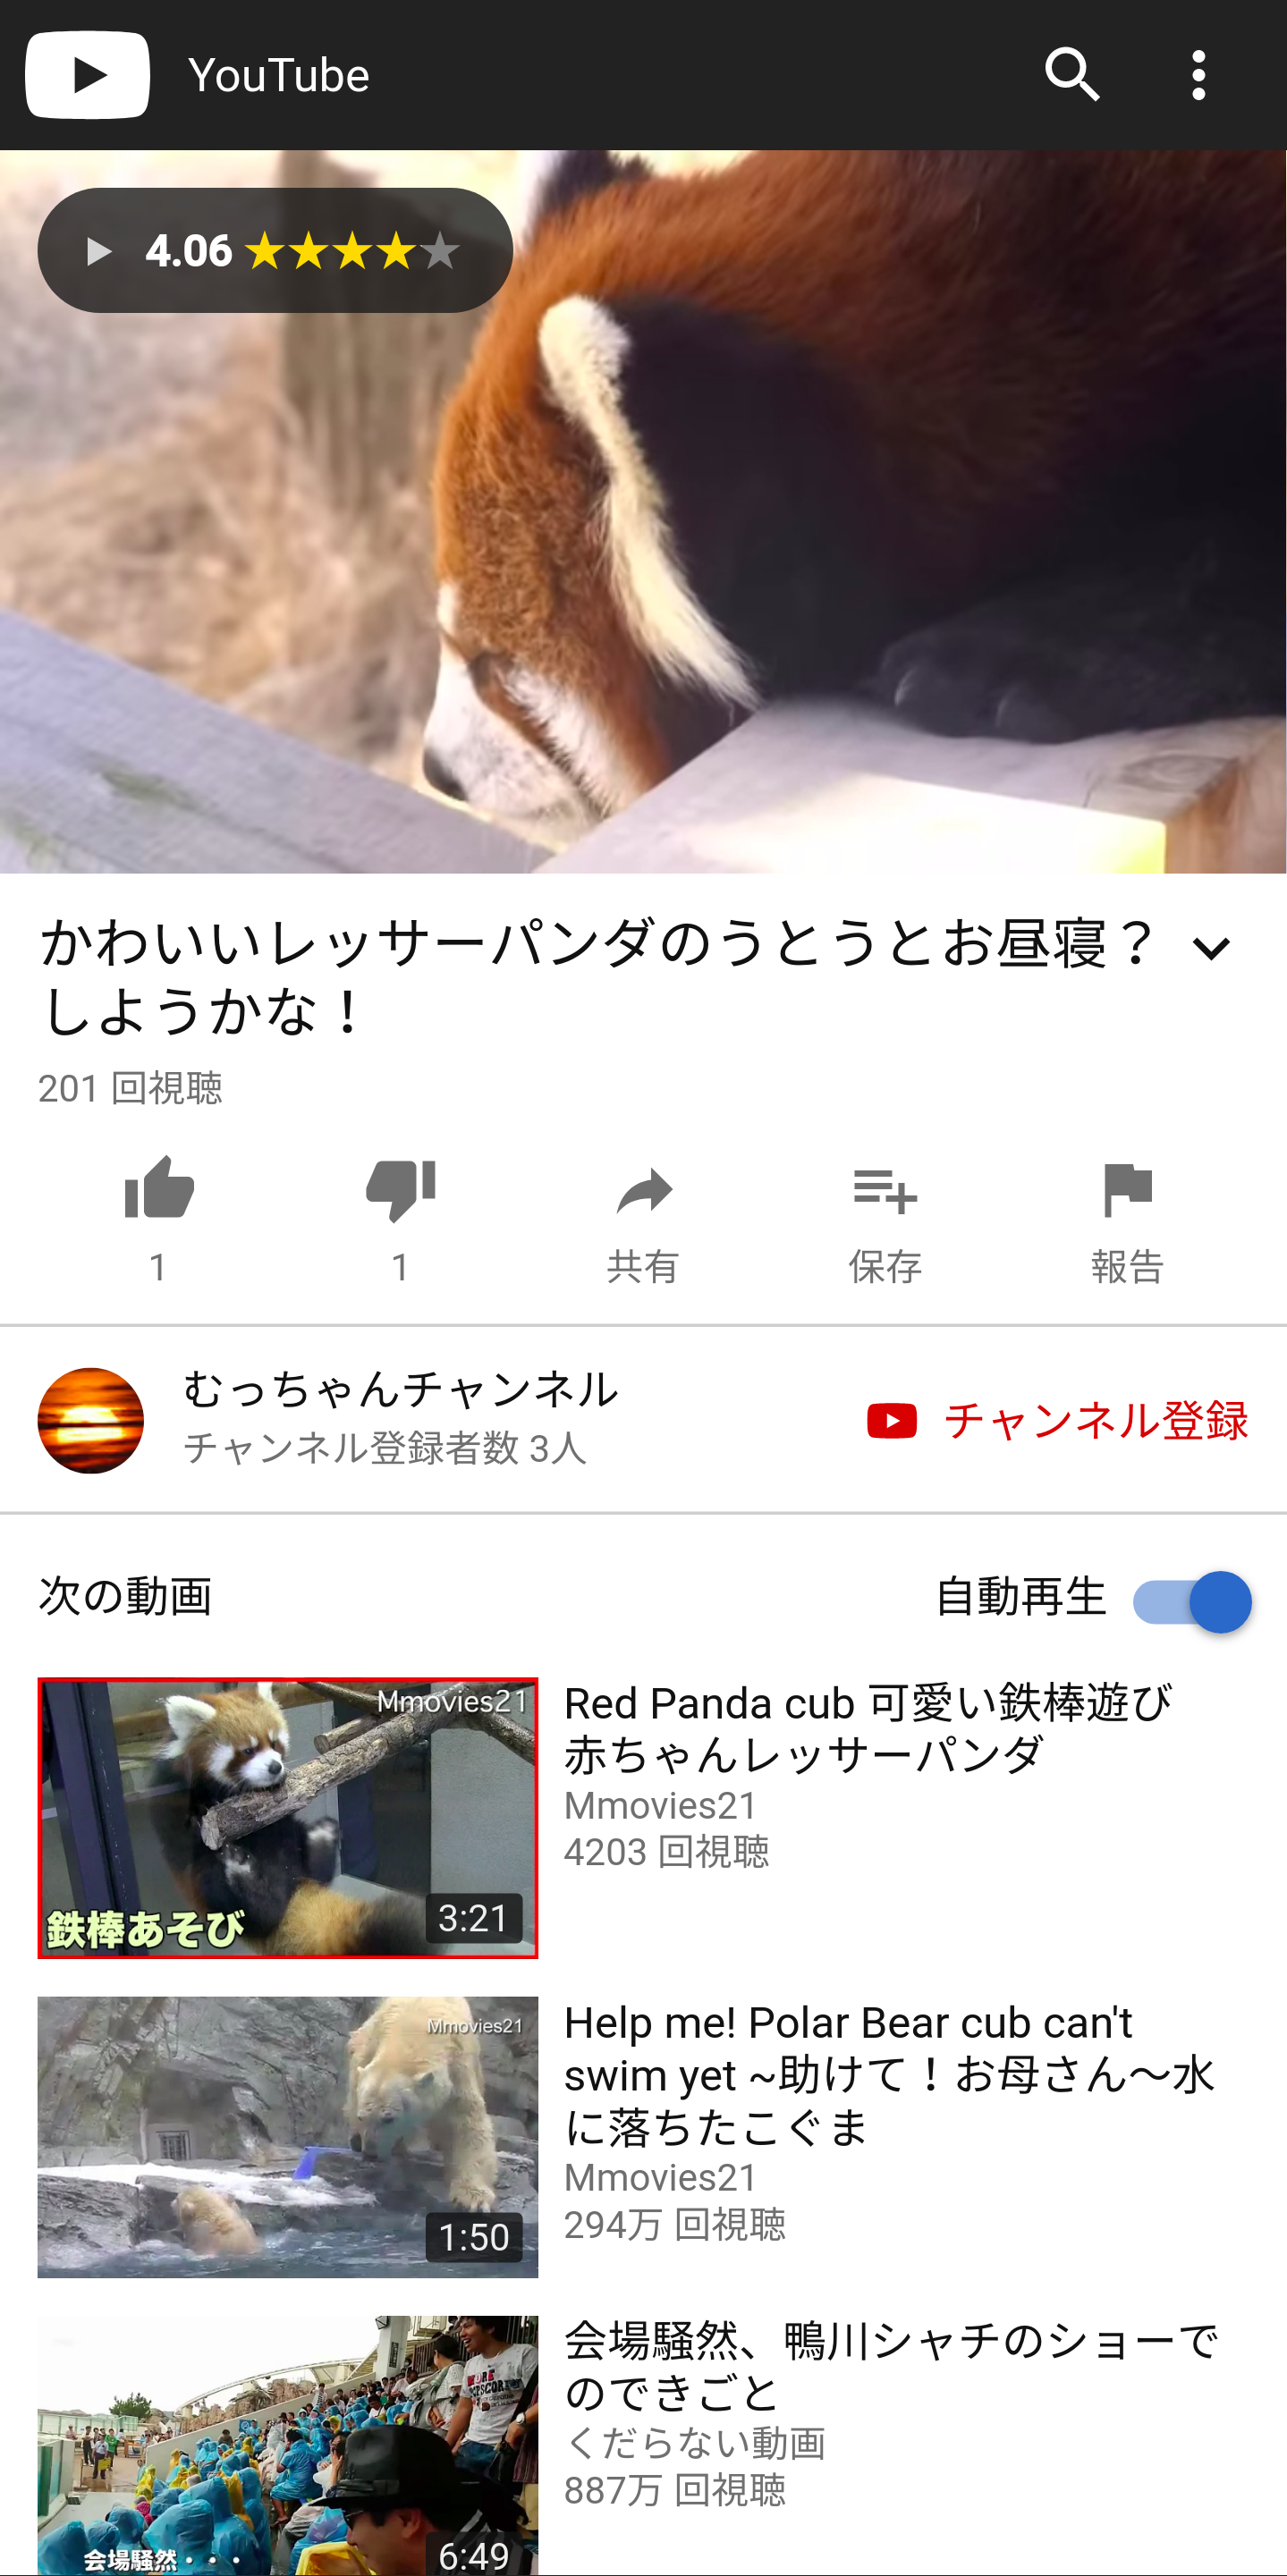 YouTube
4.06 ★★★★★
かわいいレッサーパンダのうとうとお昼寝？
しようかな！
201 回視聴
1
1
共有
保存
報告
むっちゃんチャンネル
チャンネル登録者数 3人
チャンネル登録
次の動画
自動再生
Mmovies21
鉄棒あそび
3:21
Red Panda cub 可愛い鉄棒遊び
赤ちゃんレッサーパンダ
Mmovies21
4203 回視聴
Mmovies21
1:50
Help me! Polar Bear cub can't
swim yet ~助けて！お母さん〜水
に落ちたこぐま
Mmovies21
294万 回視聴
会場騒然・・・
6:49
会場騒然、鴨川シャチのショーで
のできごと
くだらない動画
887万 回視聴